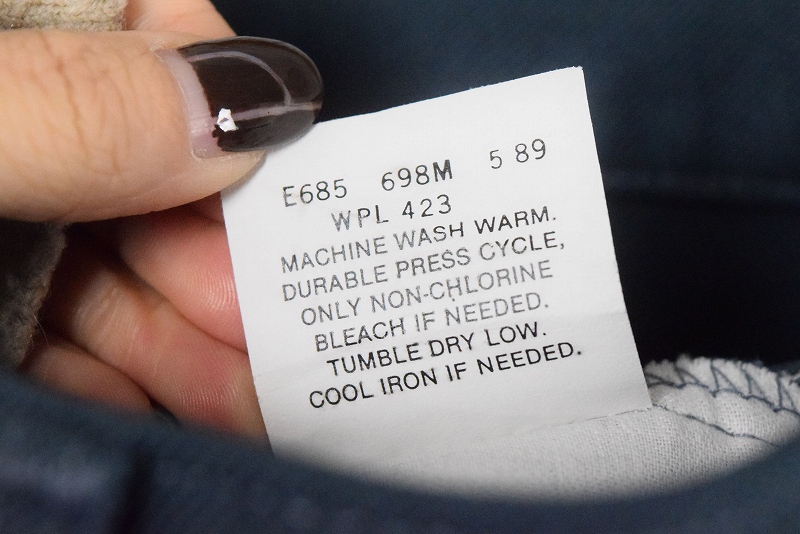 E685 698M 5 89
WPL 423
MACHINE WASH WARM.
DURABLE PRESS CYCLE,
ONLY NON-CHLORINE
BLEACH IF NEEDED.
TUMBLE DRY LOW.
COOL IRON IF NEEDED.